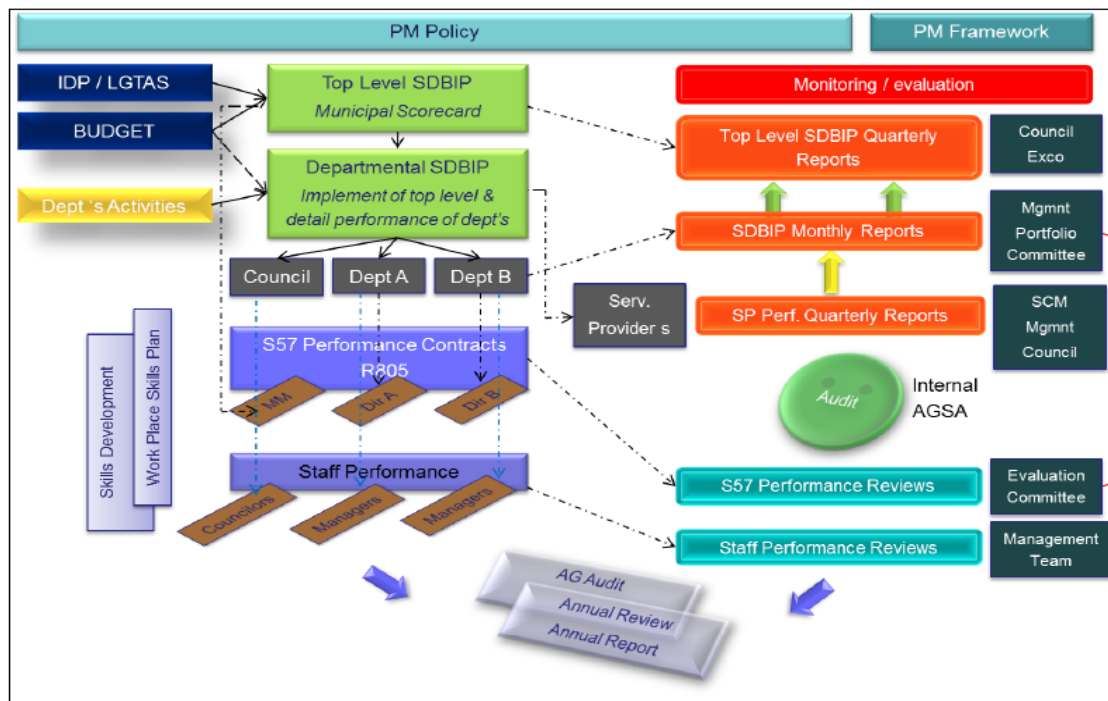 PM Policy
PM Framework
IDP / LGTAS
BUDGET
Dept 's Activities
Top Level SDBIP
Municipal Scorecard
Departmental SDBIP
Implement of top level &
detail performance of dept's
Council
Dept A
Dept B
Serv.
Provider s
S57 Performance Contracts
R805
MM
Dir A
Dir B
Staff Performance
Councilors
Managers
Managers
Skills Development
Work Place Skills Plan
Monitoring / evaluation
Top Level SDBIP Quarterly
Reports
Council
Exco
SDBIP Monthly Reports
Mgmnt
Portfolio
Committee
SP Perf. Quarterly Reports
SCM
Mgmnt
Council
Audit
Internal
AGSA
S57 Performance Reviews
Evaluation
Committee
Staff Performance Reviews
Management
Team
AG Audit
Annual Review
Annual Report